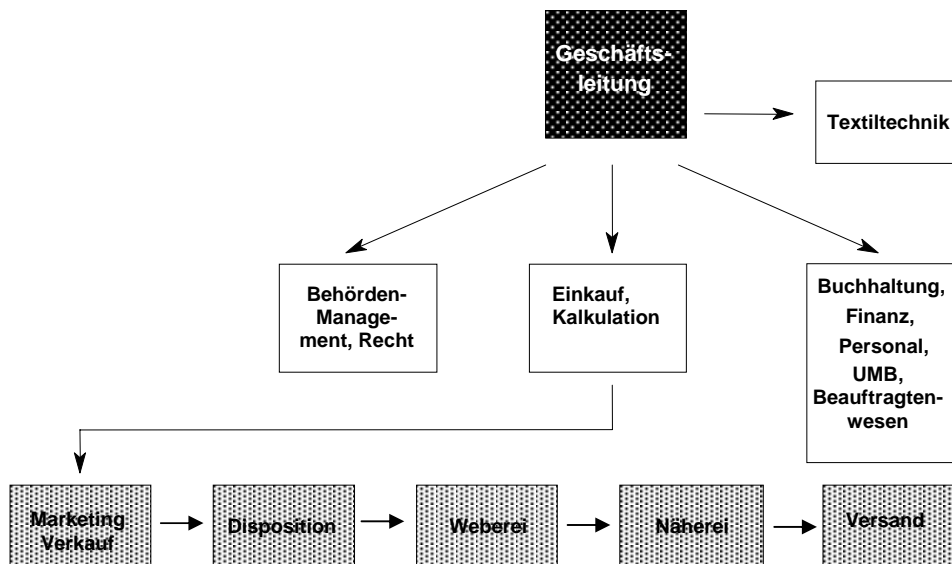 Geschäfts-
leitung
Textiltechnik
Behörden-
Manage-
ment, Recht
Einkauf,
Kalkulation
Buchhaltung,
Finanz,
Personal,
UMB,
Beauftragten-
wesen
Marketing
Verkauf
Disposition
Weberei
Näherei
Versand